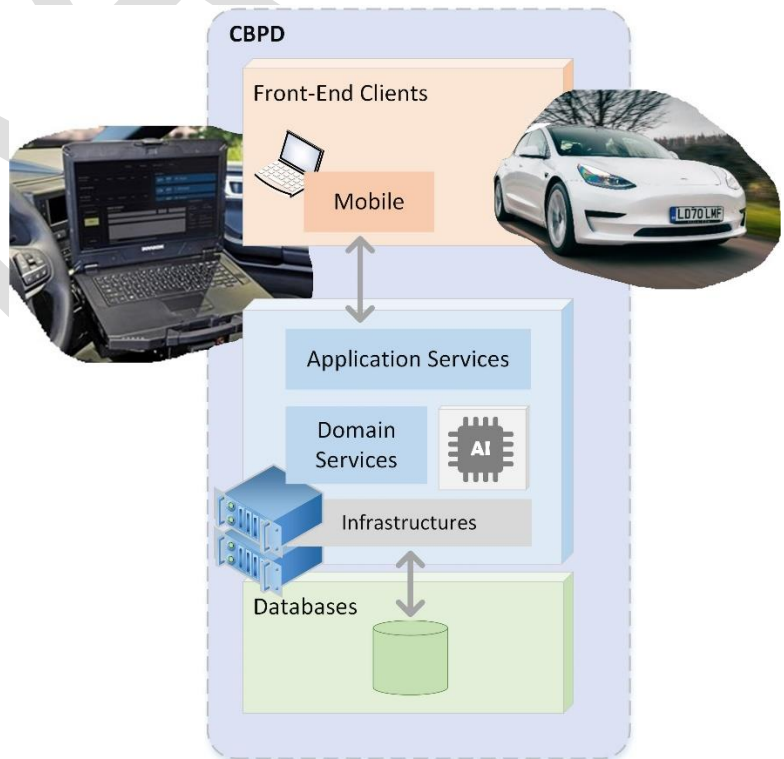 CBPD
Front-End Clients
Mobile
LD70 LMF
Application Services
Domain
Services
AI
Infrastructures
Databases